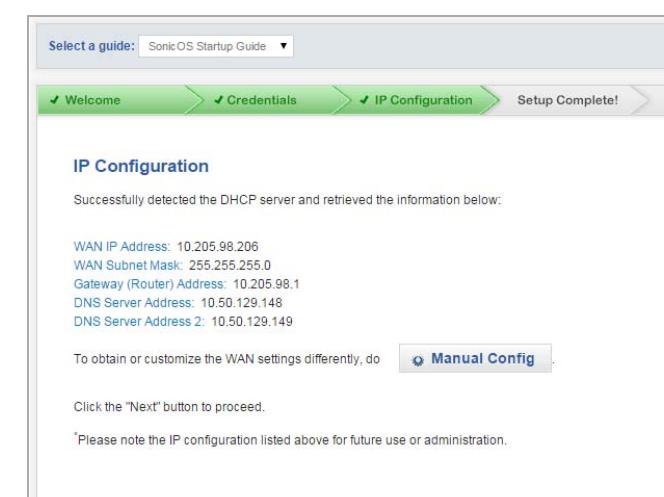 Select a guide: SonicOS Startup Guide
Welcome Credentials IP Configuration Setup Complete!
IP Configuration
Successfully detected the DHCP server and retrieved the information below:
WAN IP Address: 10.205.98.206
WAN Subnet Mask: 255.255.255.0
Gateway (Router) Address: 10.205.98.1
DNS Server Address: 10.50.129.148
DNS Server Address 2: 10.50.129.149
To obtain or customize the WAN settings differently, do Manual Config.
Click the "Next" button to proceed.
*Please note the IP configuration listed above for future use or administration.